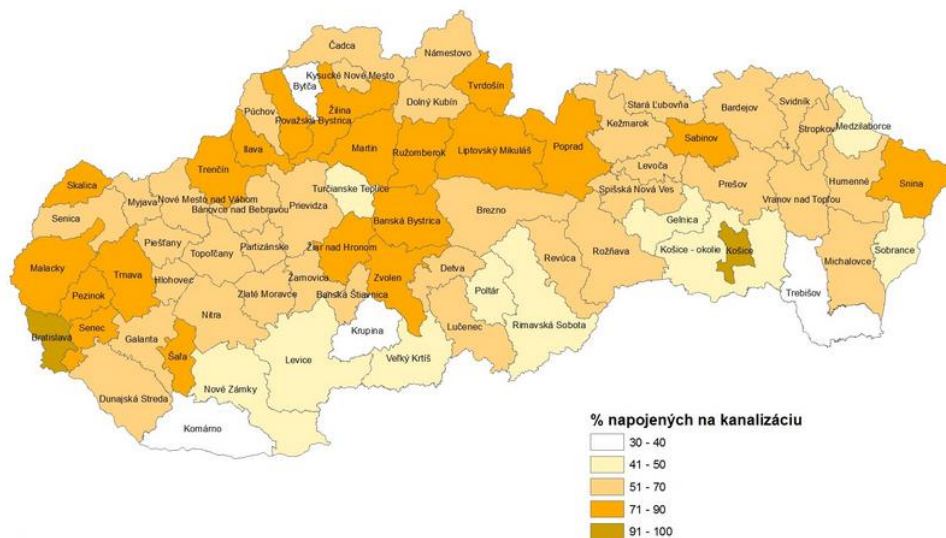 Čadca
Námestovo
Kysucké Nové Mesto
Bytča
Tvrdošín
Púchov
Žilina
Považská Bystrica
Dolný Kubín
Stará Ľubovňa
Bardejov
Svidník
Stropkov
Medzilaborce
Kežmarok
Ilava
Martin
Ružomberok
Liptovský Mikuláš
Poprad
Sabinov
Trenčín
Levoča
Prešov
Humenné
Snina
Skalica
Turčianske Teplice
Spišská Nová Ves
Vranov nad Topľou
Senica
Myjava
Nové Mesto nad Váhom
Bánovce nad Bebravou
Prievidza
Banská Bystrica
Brezno
Gelnica
Piešťany
Topoľčany
Partizánske
Žiar nad Hronom
Revúca
Rožňava
Košice - okolie
Košice
Michalovce
Sobrance
Malacky
Trnava
Hlohovec
Žarnovica
Zvolen
Detva
Pezinok
Zlaté Moravce
Banská Štiavnica
Poltár
Trebišov
Nitra
Bratislava
Senec
Galanta
Krupina
Lučenec
Rimavská Sobota
Šaľa
Levice
Veľký Krtíš
Nové Zámky
Dunajská Streda
Komárno
% napojených na kanalizáciu
30 - 40
41 - 50
51 - 70
71 - 90
91 - 100